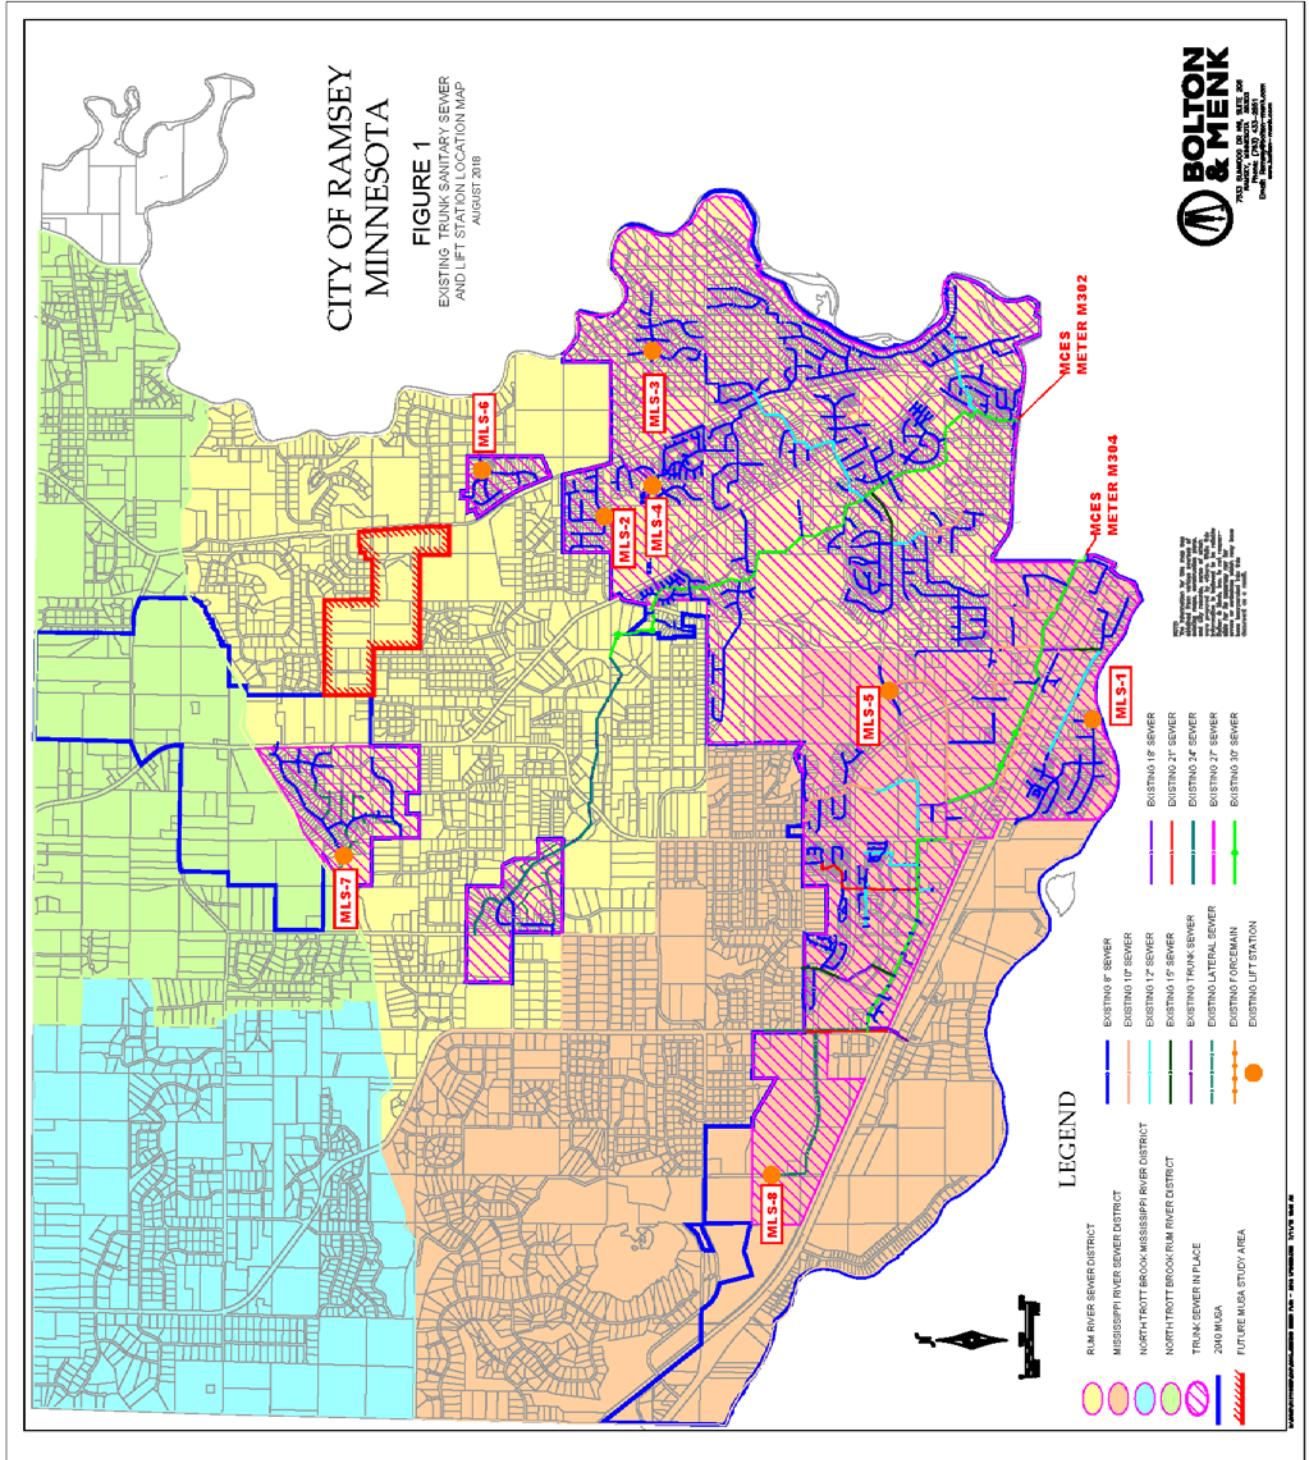 CITY OF RAMSEY
MINNESOTA
FIGURE 1
EXISTING TRUNK SANITARY SEWER
AND LIFT STATION LOCATION MAP
AUGUST 2018
BOLTON
& MENK
MLS-6
MLS-3
MLS-2
MLS-4
MLS-7
MLS-5
MLS-1
MLS-8
MCES
METER M302
MCES
METER M304
LEGEND
RUM RIVER SEWER DISTRICT
MISSISSIPPI RIVER SEWER DISTRICT
NORTH TROTT BROOK MISSISSIPPI RIVER DISTRICT
NORTH TROTT BROOK RUM RIVER DISTRICT
TRUNK SEWER IN PLACE
2040 MUSA
FUTURE MUSA STUDY AREA
EXISTING 8" SEWER
EXISTING 10" SEWER
EXISTING 12" SEWER
EXISTING 15" SEWER
EXISTING TRUNK SEWER
EXISTING LATERAL SEWER
EXISTING FORCEMAIN
EXISTING LIFT STATION
EXISTING 18" SEWER
EXISTING 21" SEWER
EXISTING 24" SEWER
EXISTING 27" SEWER
EXISTING 30" SEWER